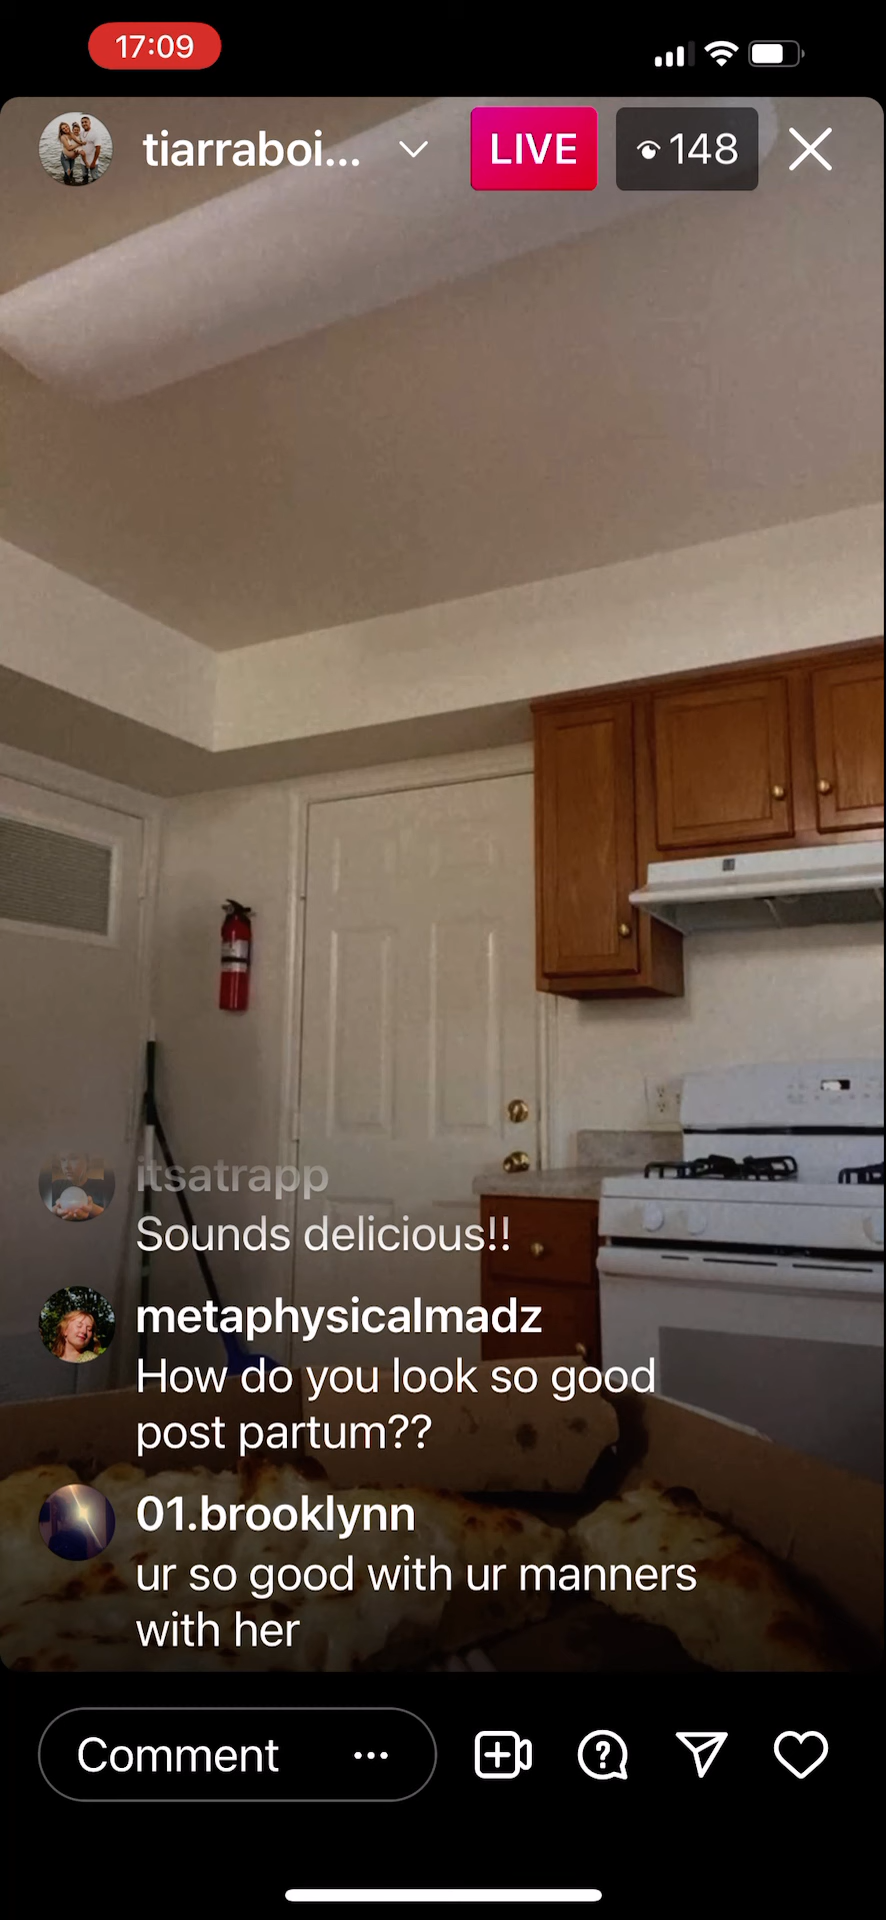 17:09
tiarraboi...
LIVE
148
itsatrapp
Sounds delicious!!
metaphysicalmadz
How do you look so good
post partum??
01.brooklynn
ur so good with ur manners
with her
Comment